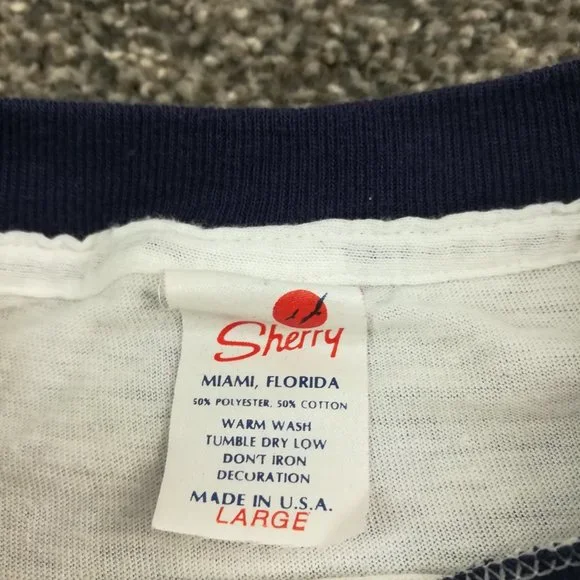 Sherry
MIAMI, FLORIDA
50% POLYESTER, 50% COTTON
WARM WASH
TUMBLE DRY LOW
DON'T IRON
DECORATION
MADE IN U.S.A.
LARGE